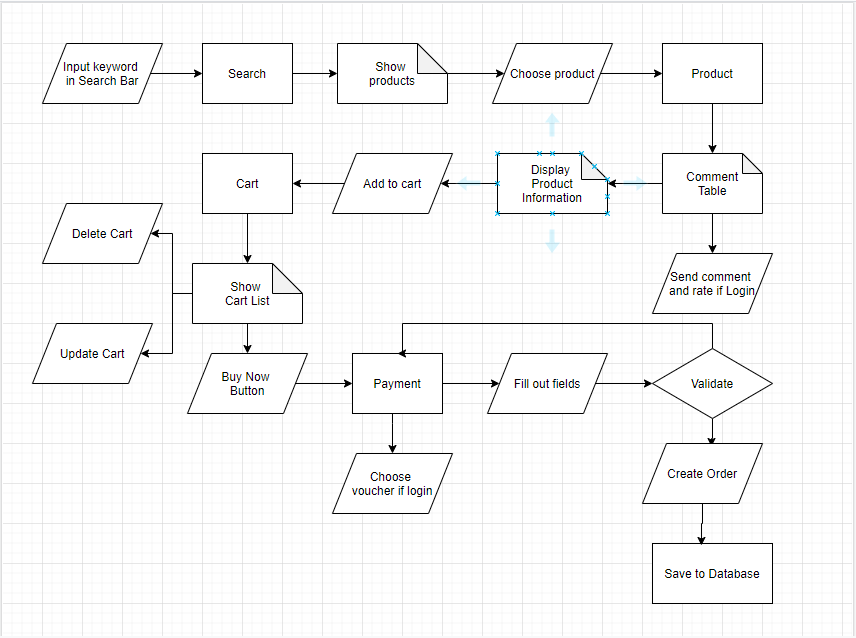 Input keyword
in Search Bar
Search
Show
products
Choose product
Product
Cart
Add to cart
Display
Product
Information
Comment
Table
Delete Cart
Show
Cart List
Send comment
and rate if Login
Update Cart
Buy Now
Button
Payment
Fill out fields
Validate
Choose
voucher if login
Create Order
Save to Database